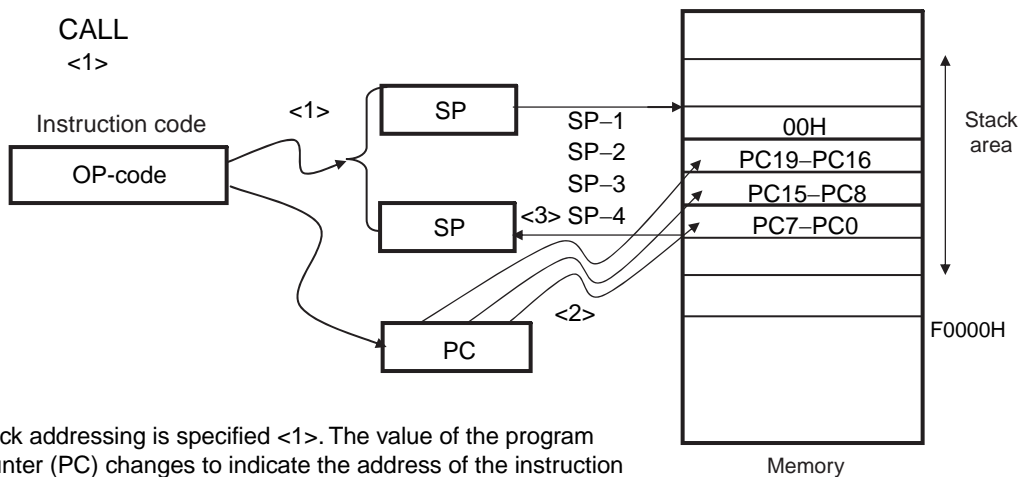 CALL
<1>
Instruction code
OP-code
<1>
SP
SP
PC
SP–1
SP–2
SP–3
<3> SP–4
<2>
00H
PC19–PC16
PC15–PC8
PC7–PC0
Stack
area
F0000H
Memory
addressing is specified <1>. The value of the program
(PC) changes to indicate the address of the instruction